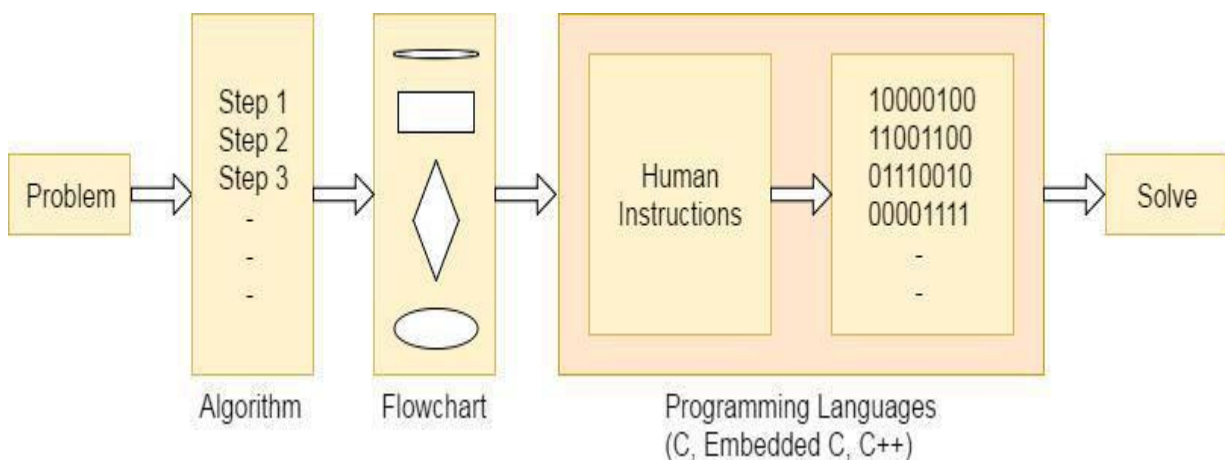 Problem
Step 1
Step 2
Step 3
-
-
-
Algorithm
Flowchart
Human
Instructions
10000100
11001100
01110010
00001111
-
-
Programming Languages
(C, Embedded C, C++)
Solve